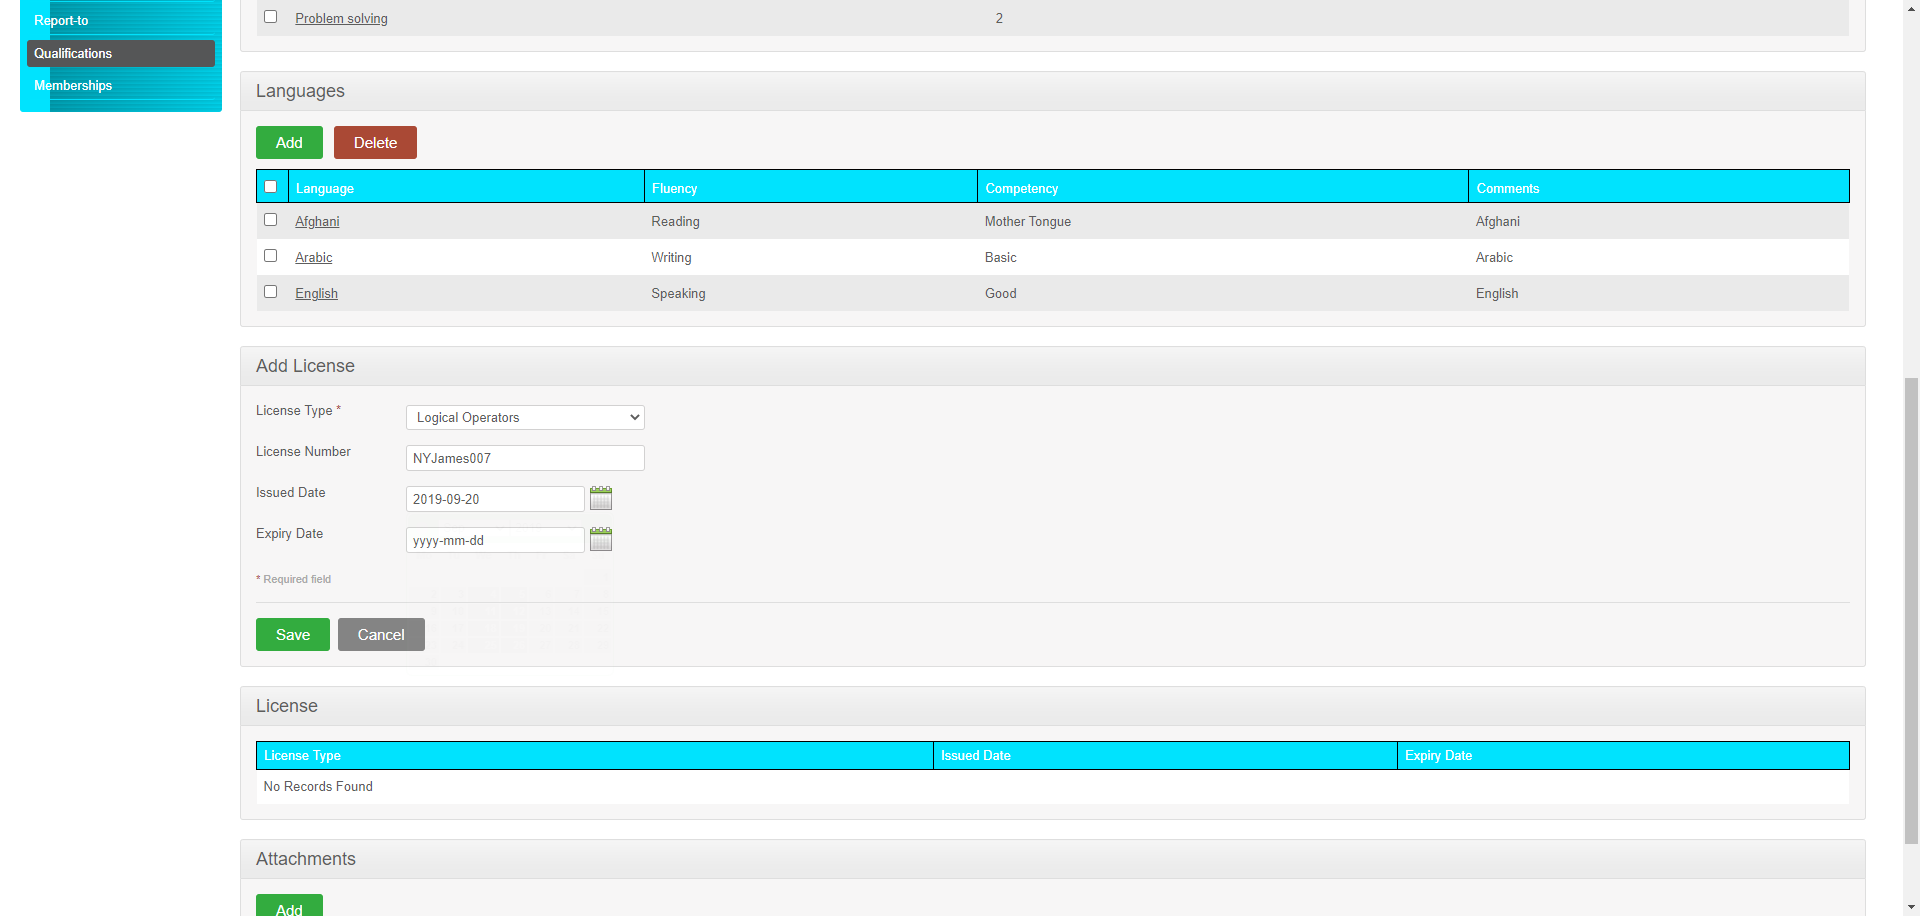 Report-to
Qualifications
Memberships
Problem solving 2
Languages
Add Delete
Language Fluency Competency Comments
Afghani Reading Mother Tongue Afghani
Arabic Writing Basic Arabic
English Speaking Good English
Add License
License Type * Logical Operators
License Number NYJames007
Issued Date 2019-09-20
Expiry Date yyyy-mm-dd
* Required field
Save Cancel
License
License Type Issued Date Expiry Date
No Records Found
Attachments
Add